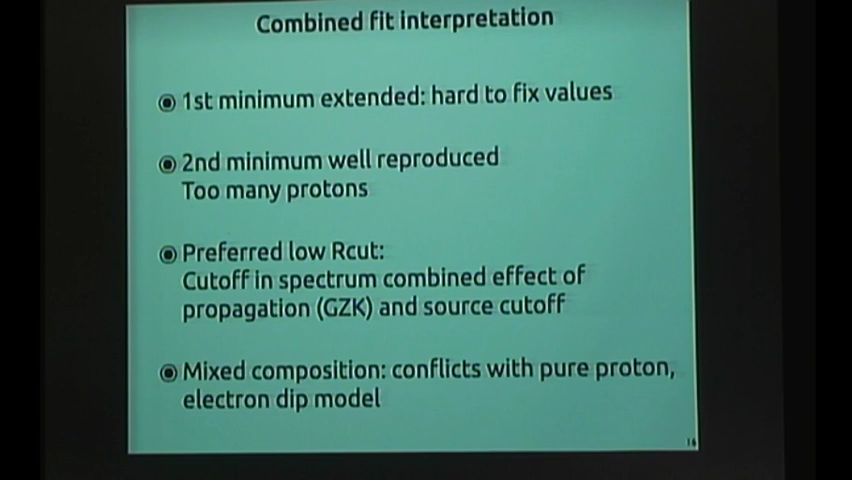 Combined fit interpretation
1st minimum extended: hard to fix values
2nd minimum well reproduced
Too many protons
Preferred low Rcut:
Cutoff in spectrum combined effect of
propagation (GZK) and source cutoff
Mixed composition: conflicts with pure proton,
electron dip model